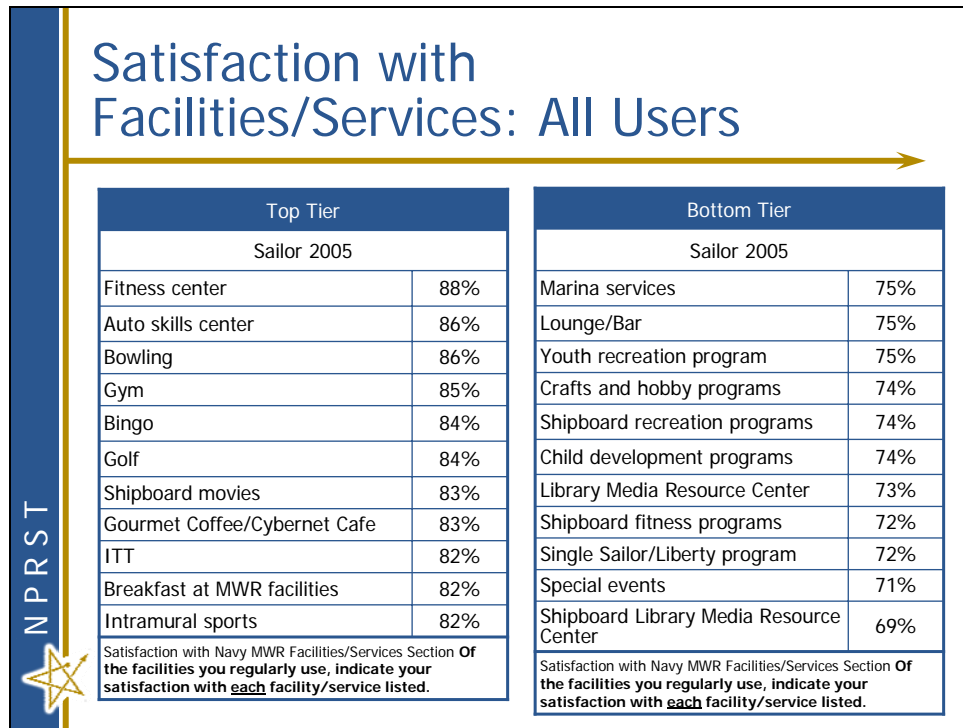 Satisfaction with
Facilities/Services: All Users
Top Tier
Sailor 2005
Fitness center 88%
Auto skills center 86%
Bowling 86%
Gym 85%
Bingo 84%
Golf 84%
Shipboard movies 83%
Gourmet Coffee/Cybernet Cafe 83%
ITT 82%
Breakfast at MWR facilities 82%
Intramural sports 82%
Satisfaction with Navy MWR Facilities/Services Section Of
the facilities you regularly use, indicate your
satisfaction with each facility/service listed.
Bottom Tier
Sailor 2005
Marina services 75%
Lounge/Bar 75%
Youth recreation program 75%
Crafts and hobby programs 74%
Shipboard recreation programs 74%
Child development programs 74%
Library Media Resource Center 73%
Shipboard fitness programs 72%
Single Sailor/Liberty program 72%
Special events 71%
Shipboard Library Media Resource
Center 69%
Satisfaction with Navy MWR Facilities/Services Section Of
the facilities you regularly use, indicate your
satisfaction with each facility/service listed.
NPRST